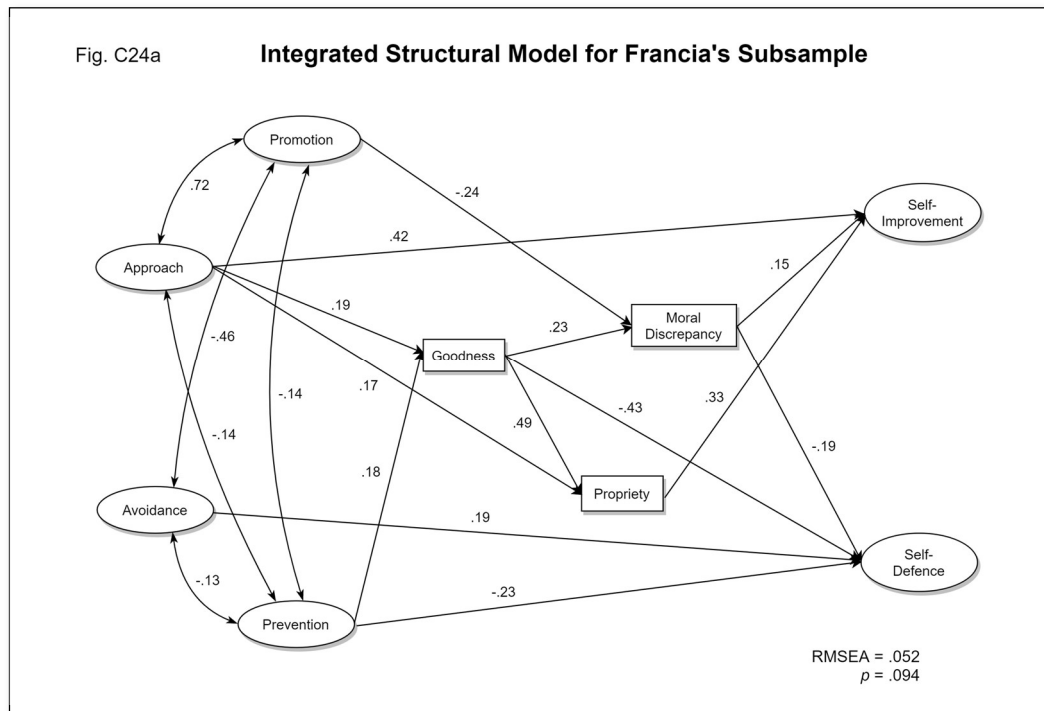 Fig. C24a
Integrated Structural Model for Francia's Subsample
Promotion
.72
-.24
Self-
Improvement
.42
Approach
.15
.19
Moral
Discrepancy
.23
-.46
Goodness
.17
-.14
-.43
.33
.49
-.14
-.19
.18
Propriety
Avoidance
.19
Self-
Defence
-.13
-.23
Prevention
RMSEA = .052
p = .094